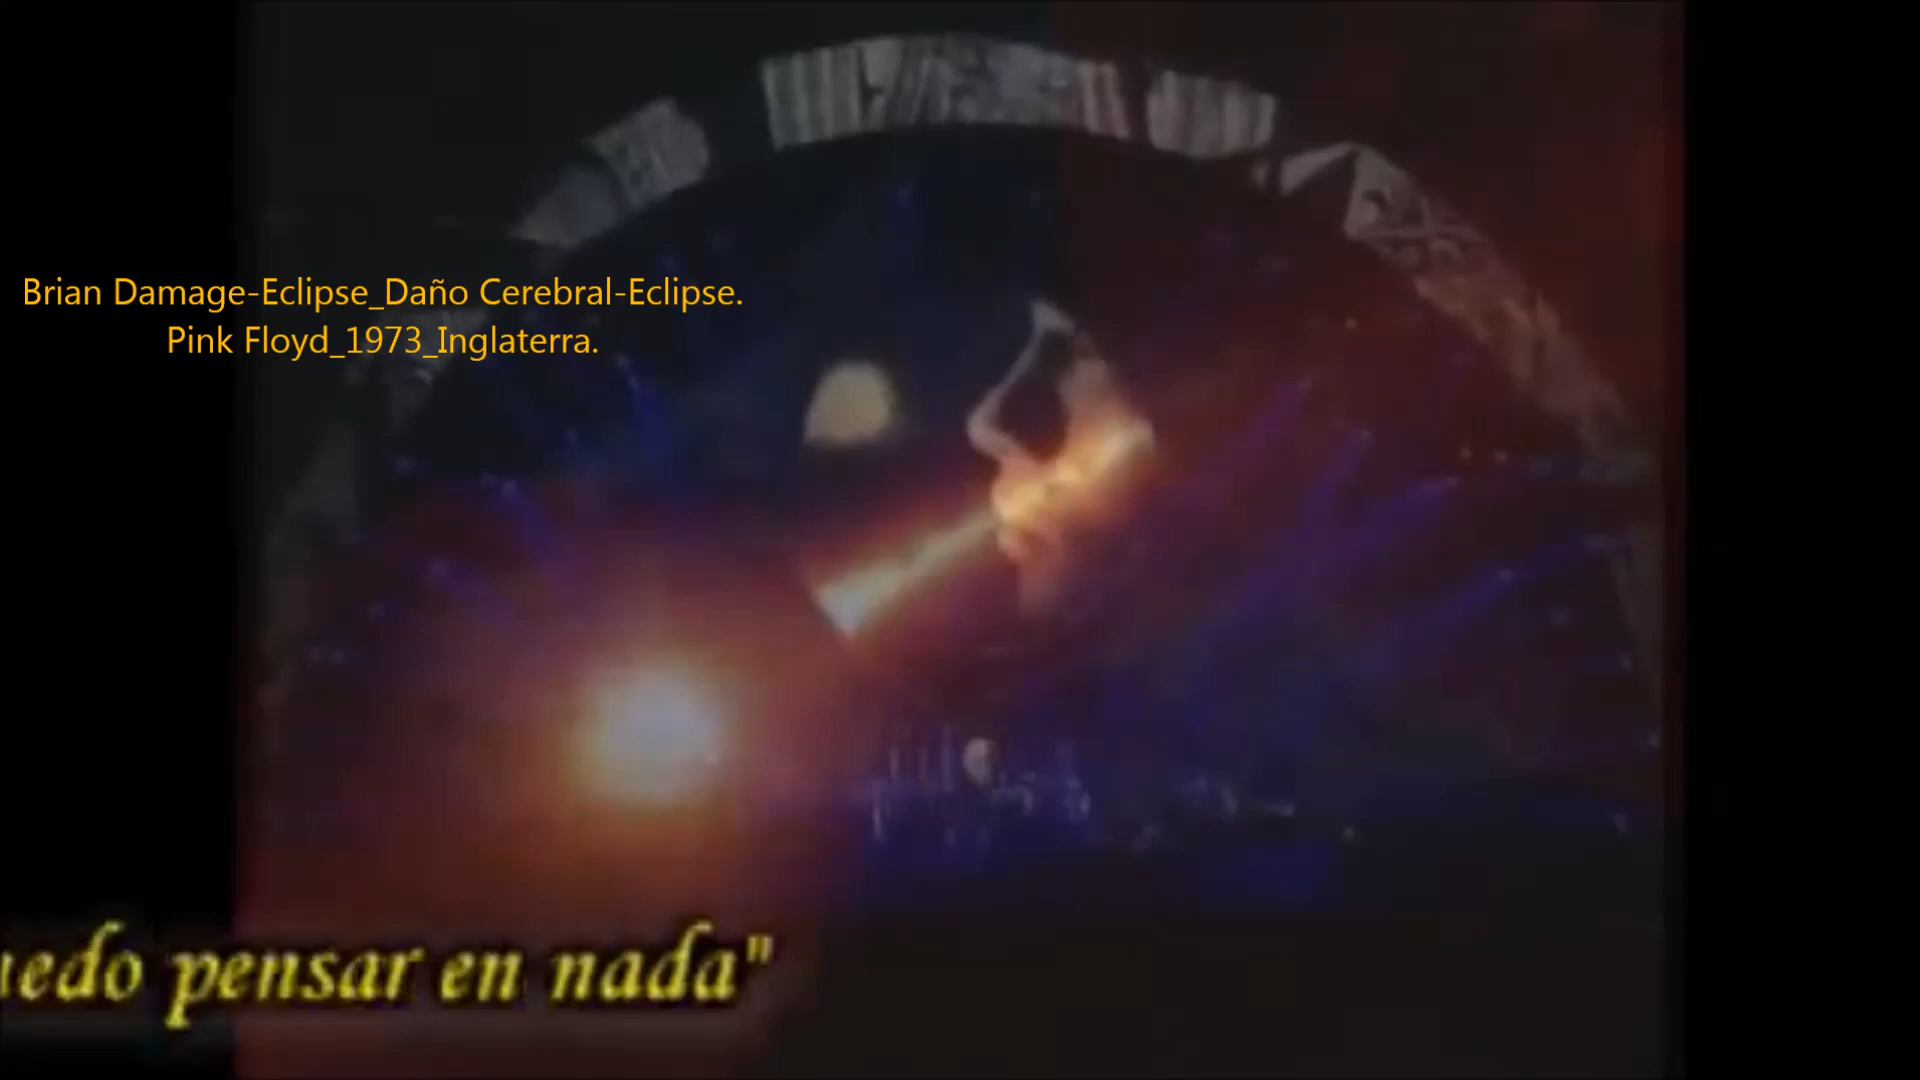 Brian Damage-Eclipse_Daño Cerebral-Eclipse.
Pink Floyd_1973_Inglaterra.
pensar en nada"